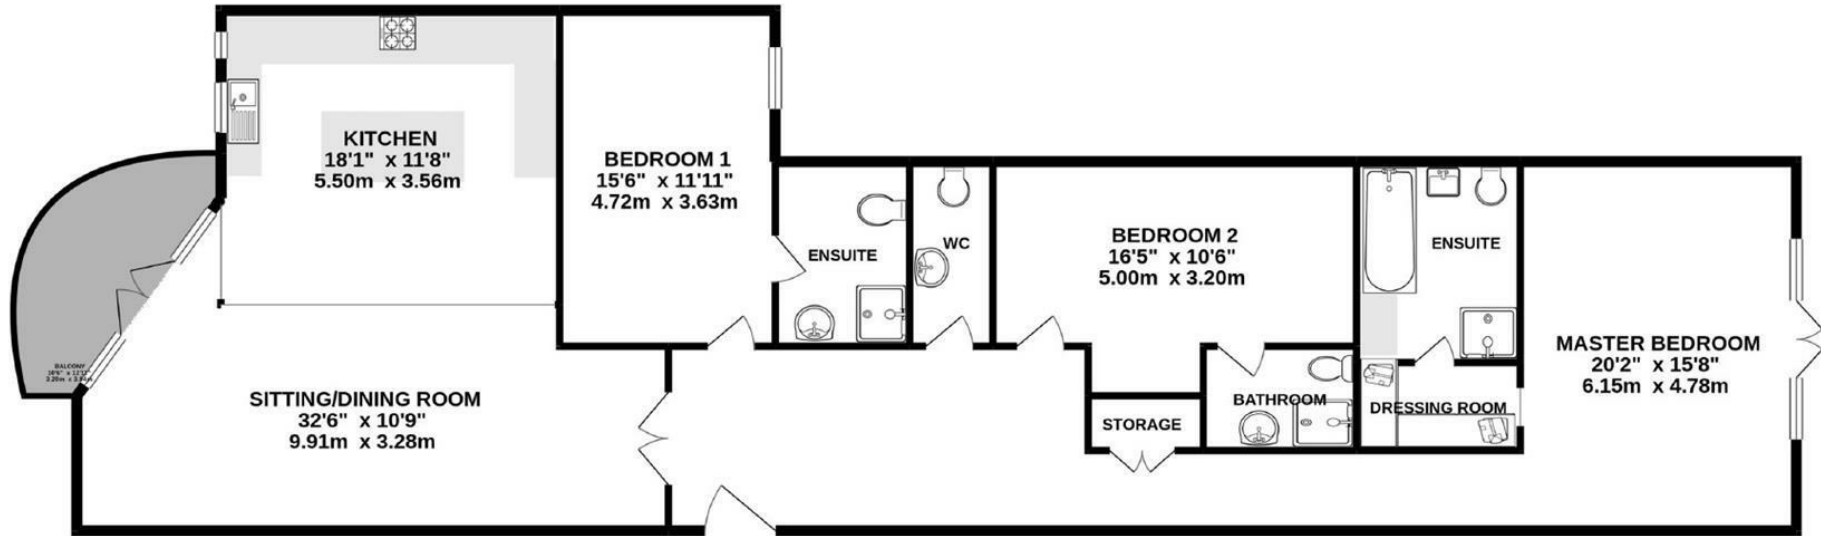 KITCHEN
18'1" x 11'8"
5.50m x 3.56m
BEDROOM 1
15'6" x 11'11"
4.72m x 3.63m
ENSUITE
WC
BEDROOM 2
16'5" x 10'6"
5.00m x 3.20m
ENSUITE
MASTER BEDROOM
20'2" x 15'8"
6.15m x 4.78m
BALCONY
SITTING/DINING ROOM
32'6" x 10'9"
9.91m x 3.28m
STORAGE
BATHROOM
DRESSING ROOM